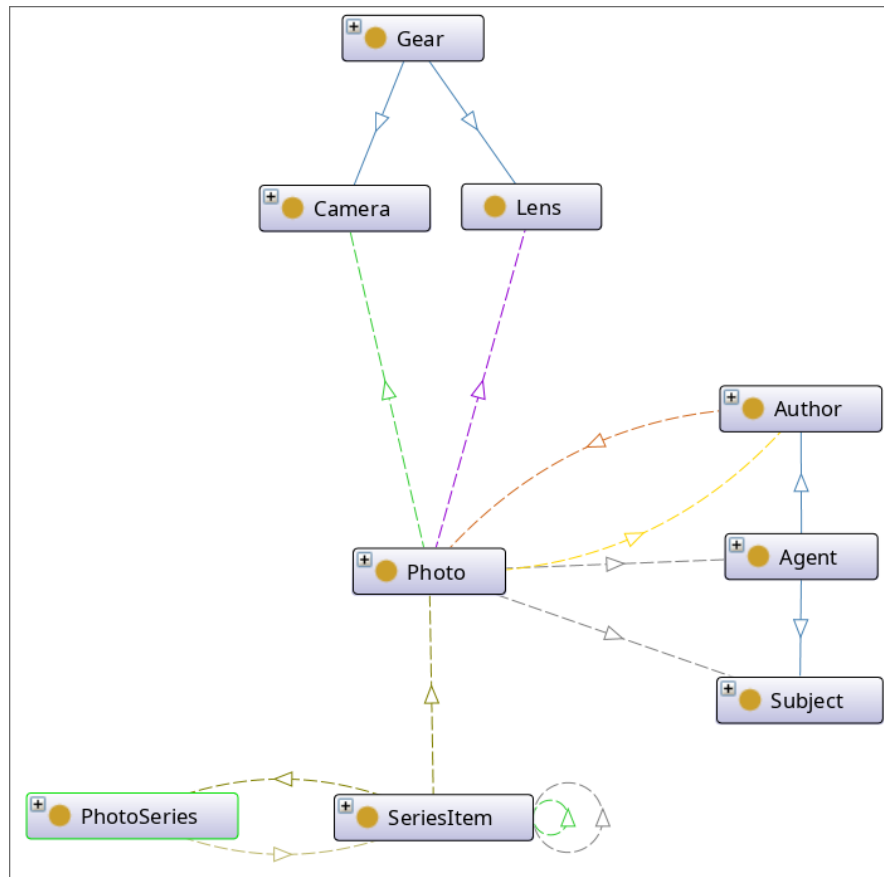 Gear
Camera
Lens
Author
Photo
Agent
Subject
PhotoSeries
SeriesItem